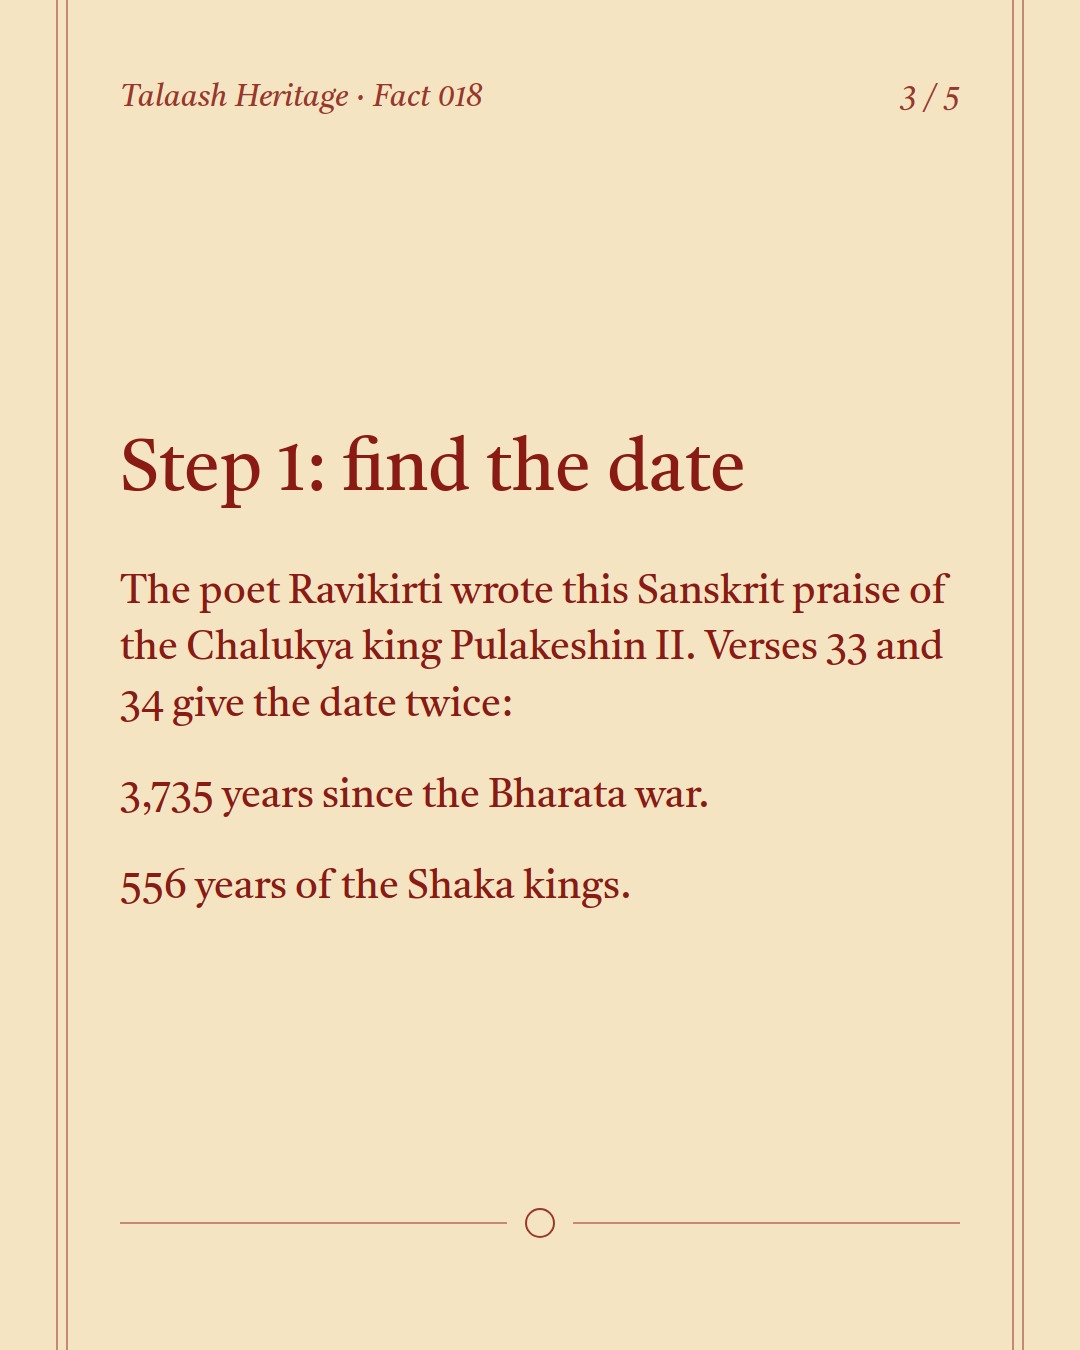 Talaash Heritage · Fact 018
3 / 5
Step 1: find the date
The poet Ravikirti wrote this Sanskrit praise of
the Chalukya king Pulakeshin II. Verses 33 and
34 give the date twice:
3,735 years since the Bharata war.
556 years of the Shaka kings.